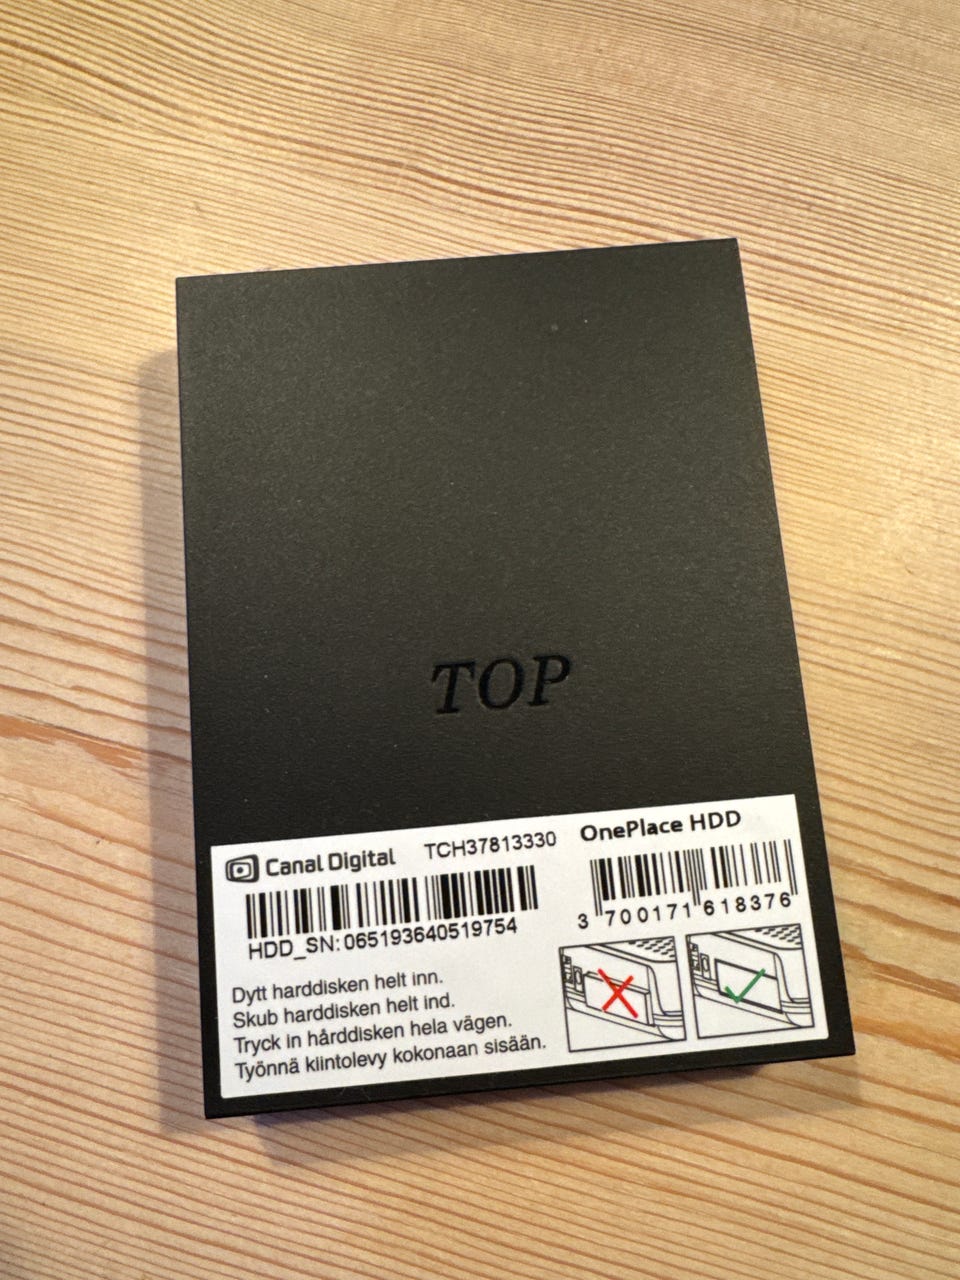 TOP
Canal Digital TCH37813330 OnePlace HDD
HDD_SN: 065193640519754
3 700171 618376
Dytt harddisken helt inn.
Skub harddisken helt ind.
Tryck in hårddisken hela vägen.
Työnnä kiintolevy kokonaan sisään.